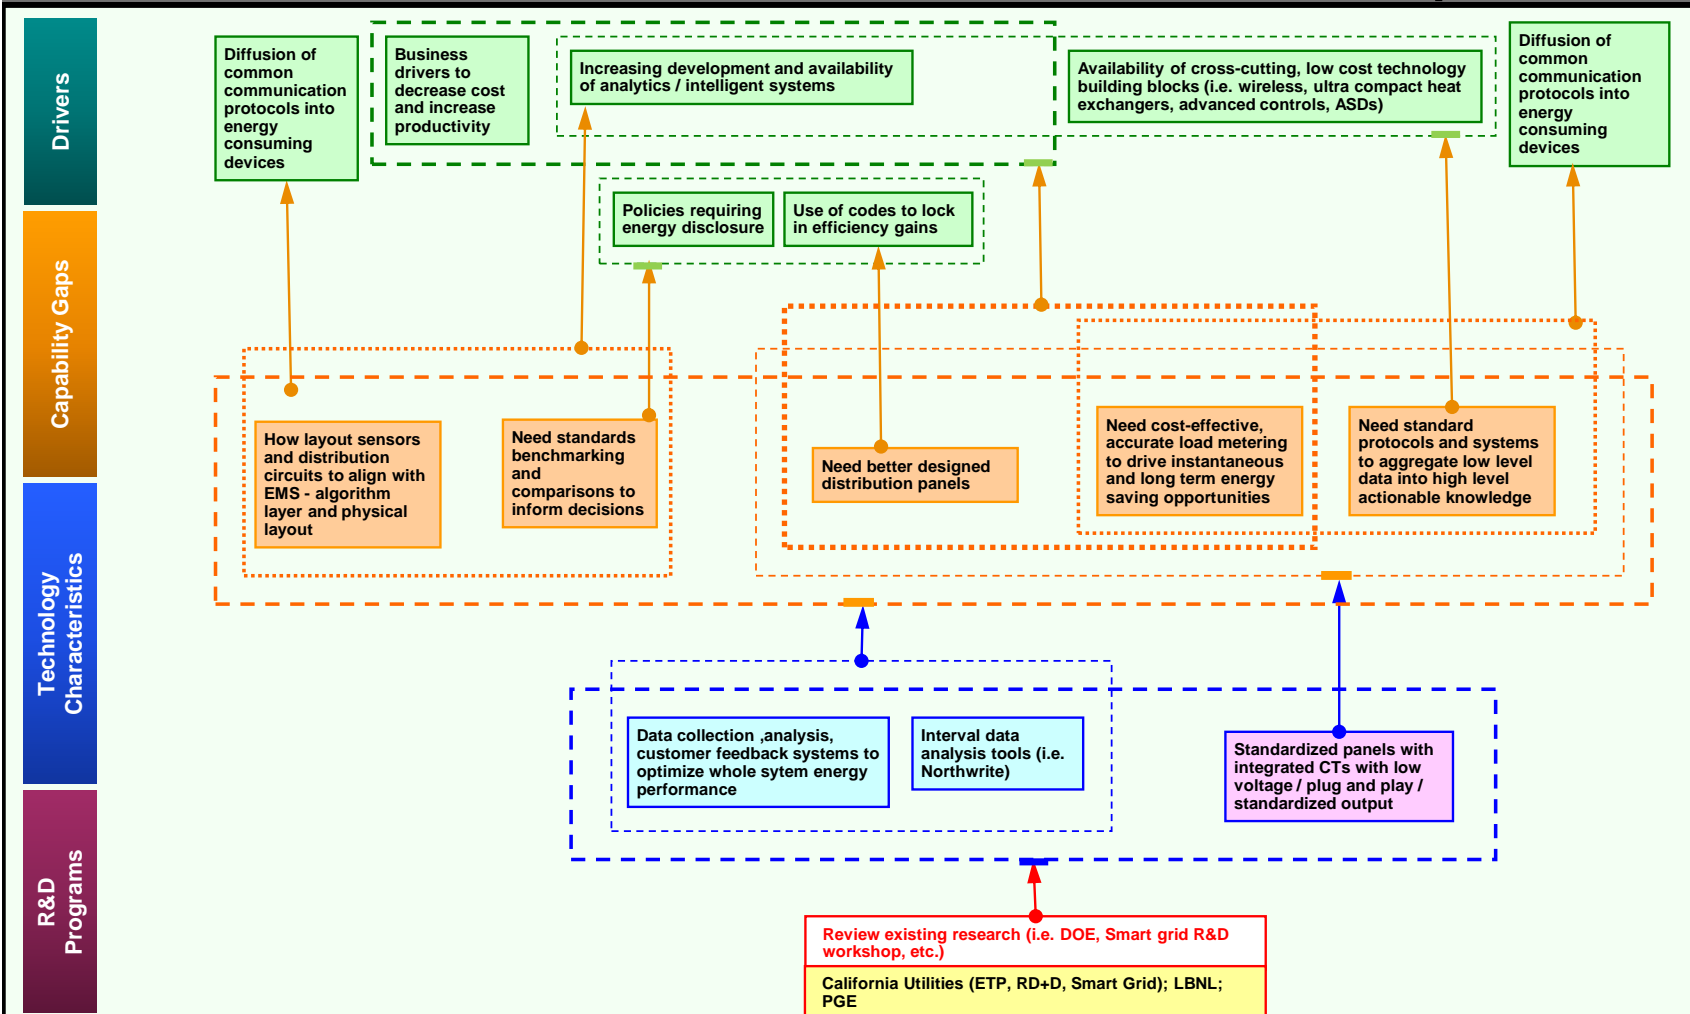 Drivers
Diffusion of
common
communication
protocols into
energy
consuming
devices
Business
drivers to
decrease cost
and increase
productivity
Increasing development and availability
of analytics / intelligent systems
Availability of cross-cutting, low cost technology
building blocks (i.e. wireless, ultra compact heat
exchangers, advanced controls, ASDs)
Diffusion of
common
communication
protocols into
energy
consuming
devices
Policies requiring
energy disclosure
Use of codes to lock
in efficiency gains
Capability Gaps
How layout sensors
and distribution
circuits to align with
EMS - algorithm
layer and physical
layout
Need standards
benchmarking
and
comparisons to
inform decisions
Need better designed
distribution panels
Need cost-effective,
accurate load metering
to drive instantaneous
and long term energy
saving opportunities
Need standard
protocols and systems
to aggregate low level
data into high level
actionable knowledge
Technology
Characteristics
Data collection ,analysis,
customer feedback systems to
optimize whole sytem energy
performance
Interval data
analysis tools (i.e.
Northwrite)
Standardized panels with
integrated CTs with low
voltage / plug and play /
standardized output
R&D
Programs
Review existing research (i.e. DOE, Smart grid R&D
workshop, etc.)
California Utilities (ETP, RD+D, Smart Grid); LBNL;
PGE